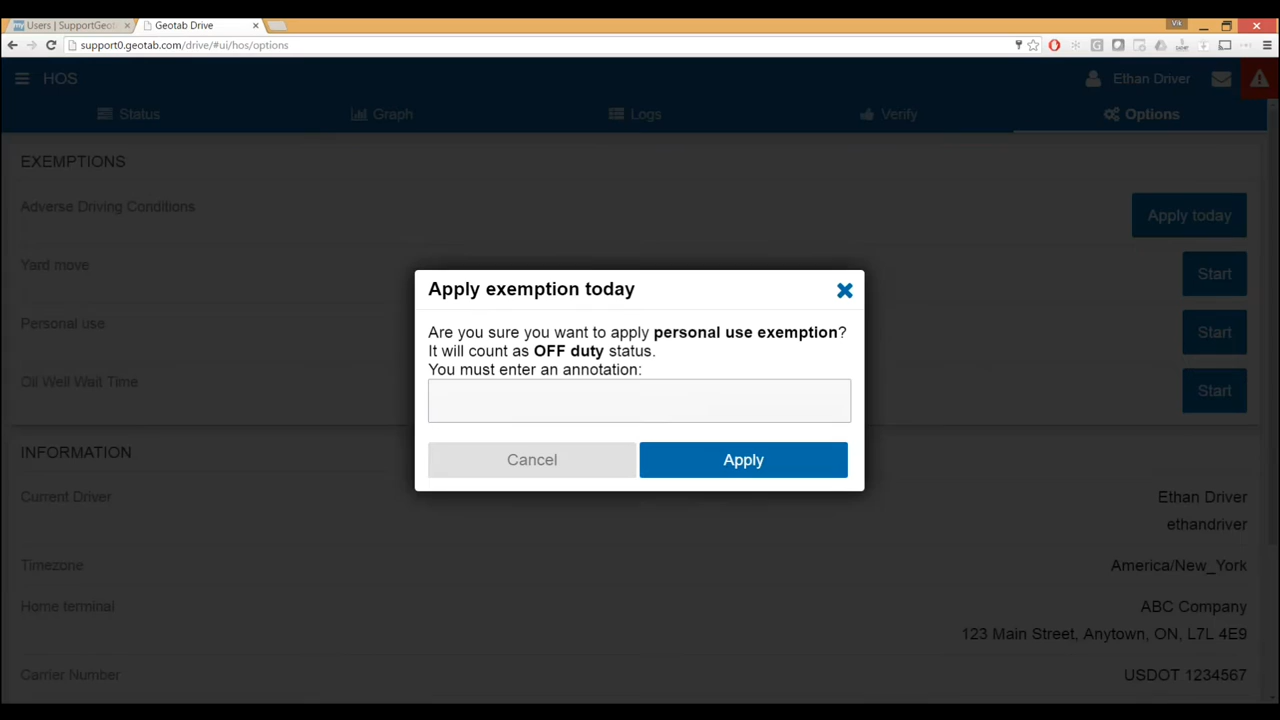 Users | SupportGeot
Geotab Drive
Vik
support0.geotab.com/drive/#ui/hos/options
HOS
Ethan Driver
Status
Graph
Logs
Verify
Options
EXEMPTIONS
Adverse Driving Conditions
Apply today
Yard move
Start
Personal use
Start
Oil Well Wait Time
Start
Apply exemption today
Are you sure you want to apply personal use exemption?
It will count as OFF duty status.
You must enter an annotation:
Cancel
Apply
INFORMATION
Current Driver
Ethan Driver
ethandriver
Timezone
America/New_York
Home terminal
ABC Company
123 Main Street, Anytown, ON, L7L 4E9
Carrier Number
USDOT 1234567